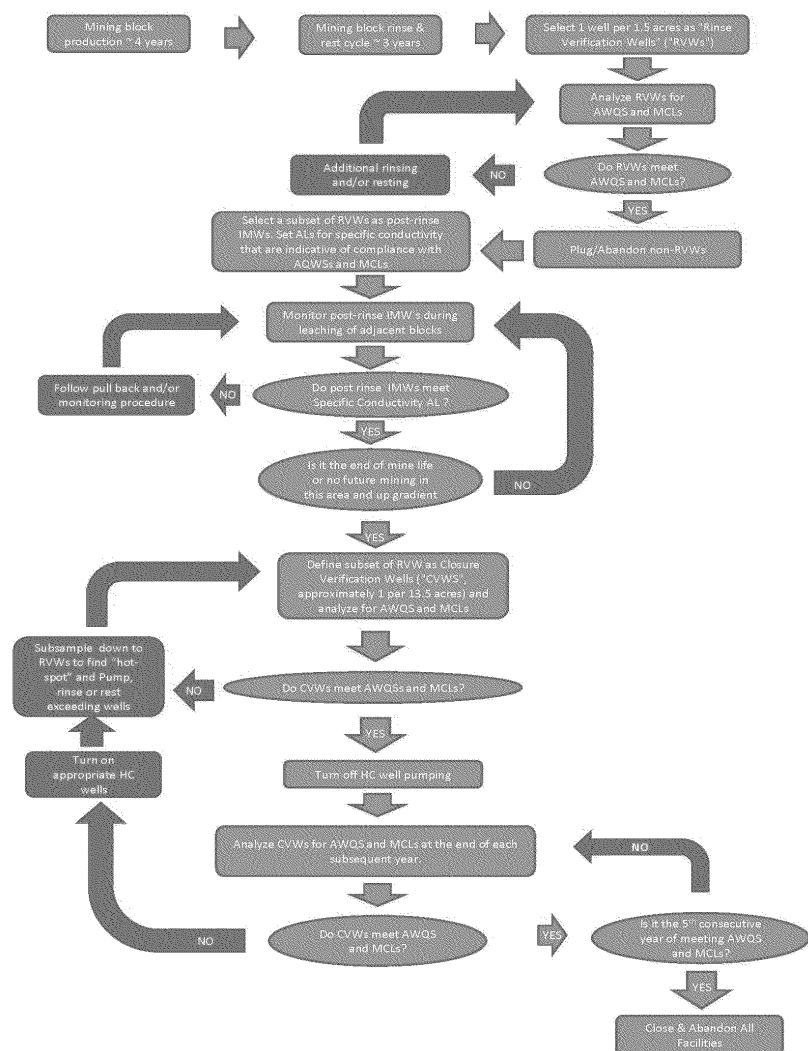 Mining block
production ~ 4 years
Mining block rinse &
rest cycle ~ 3 years
Select 1 well per 1.5 acres as "Rinse
Verification Wells" ("RVWs")
Analyze RVWs for
AWQS and MCLs
Additional rinsing
and/or resting
NO
Do RVWs meet
AWQS and MCLs?
YES
Select a subset of RVWs as post-rinse
IMWs. Set ALs for specific conductivity
that are indicative of compliance with
AQWSs and MCLs
Plug/Abandon non-RVWs
Monitor post-rinse IMW's during
leaching of adjacent blocks
Follow pull back and/or
monitoring procedure
NO
Do post rinse IMWs meet
Specific Conductivity AL ?
YES
Is it the end of mine life
or no future mining in
this area and up gradient
NO
YES
Define subset of RVW as Closure
Verification Wells ("CVWS",
approximately 1 per 13.5 acres) and
analyze for AWQS and MCLs
Subsample down to
RVWs to find "hot-
spot" and Pump,
rinse or rest
exceeding wells
NO
Do CVWs meet AWQSs and MCLs?
YES
Turn on
appropriate HC
wells
Turn off HC well pumping
Analyze CVWs for AWQS and MCLs at the end of each
subsequent year.
NO
NO
Do CVWs meet AWQS
and MCLs?
YES
Is it the 5th consecutive
year of meeting AWQS
and MCLs?
YES
Close & Abandon All
Facilities